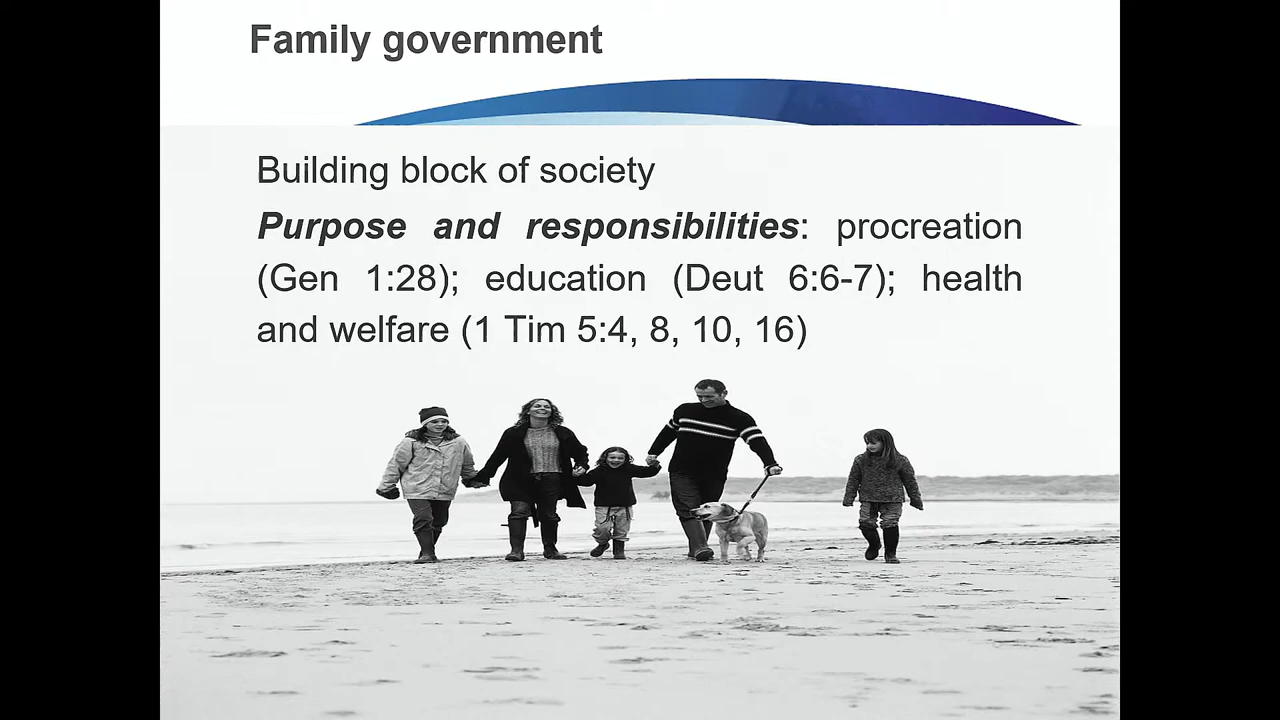 Family government
Building block of society
Purpose and responsibilities: procreation
(Gen 1:28); education (Deut 6:6-7); health
and welfare (1 Tim 5:4, 8, 10, 16)